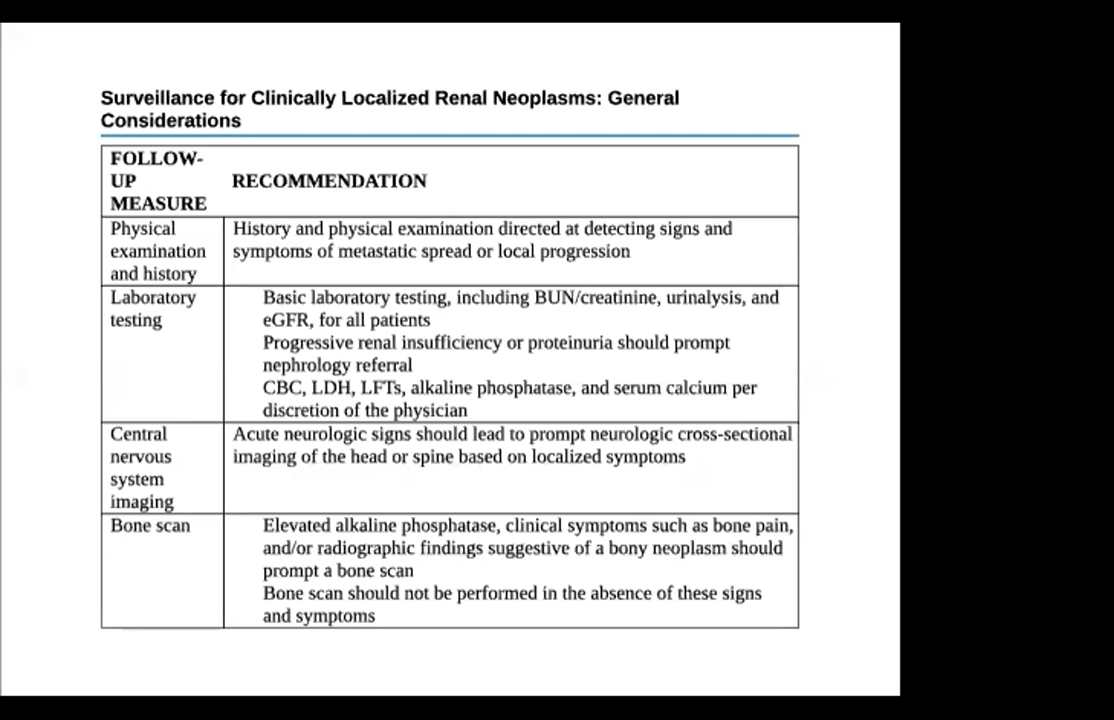 Surveillance for Clinically Localized Renal Neoplasms: General
Considerations
FOLLOW-
UP
MEASURE
RECOMMENDATION
Physical
examination
and history
History and physical examination directed at detecting signs and
symptoms of metastatic spread or local progression
Laboratory
testing
Basic laboratory testing, including BUN/creatinine, urinalysis, and
eGFR, for all patients
Progressive renal insufficiency or proteinuria should prompt
nephrology referral
CBC, LDH, LFTs, alkaline phosphatase, and serum calcium per
discretion of the physician
Central
nervous
system
imaging
Acute neurologic signs should lead to prompt neurologic cross-sectional
imaging of the head or spine based on localized symptoms
Bone scan
Elevated alkaline phosphatase, clinical symptoms such as bone pain,
and/or radiographic findings suggestive of a bony neoplasm should
prompt a bone scan
Bone scan should not be performed in the absence of these signs
and symptoms